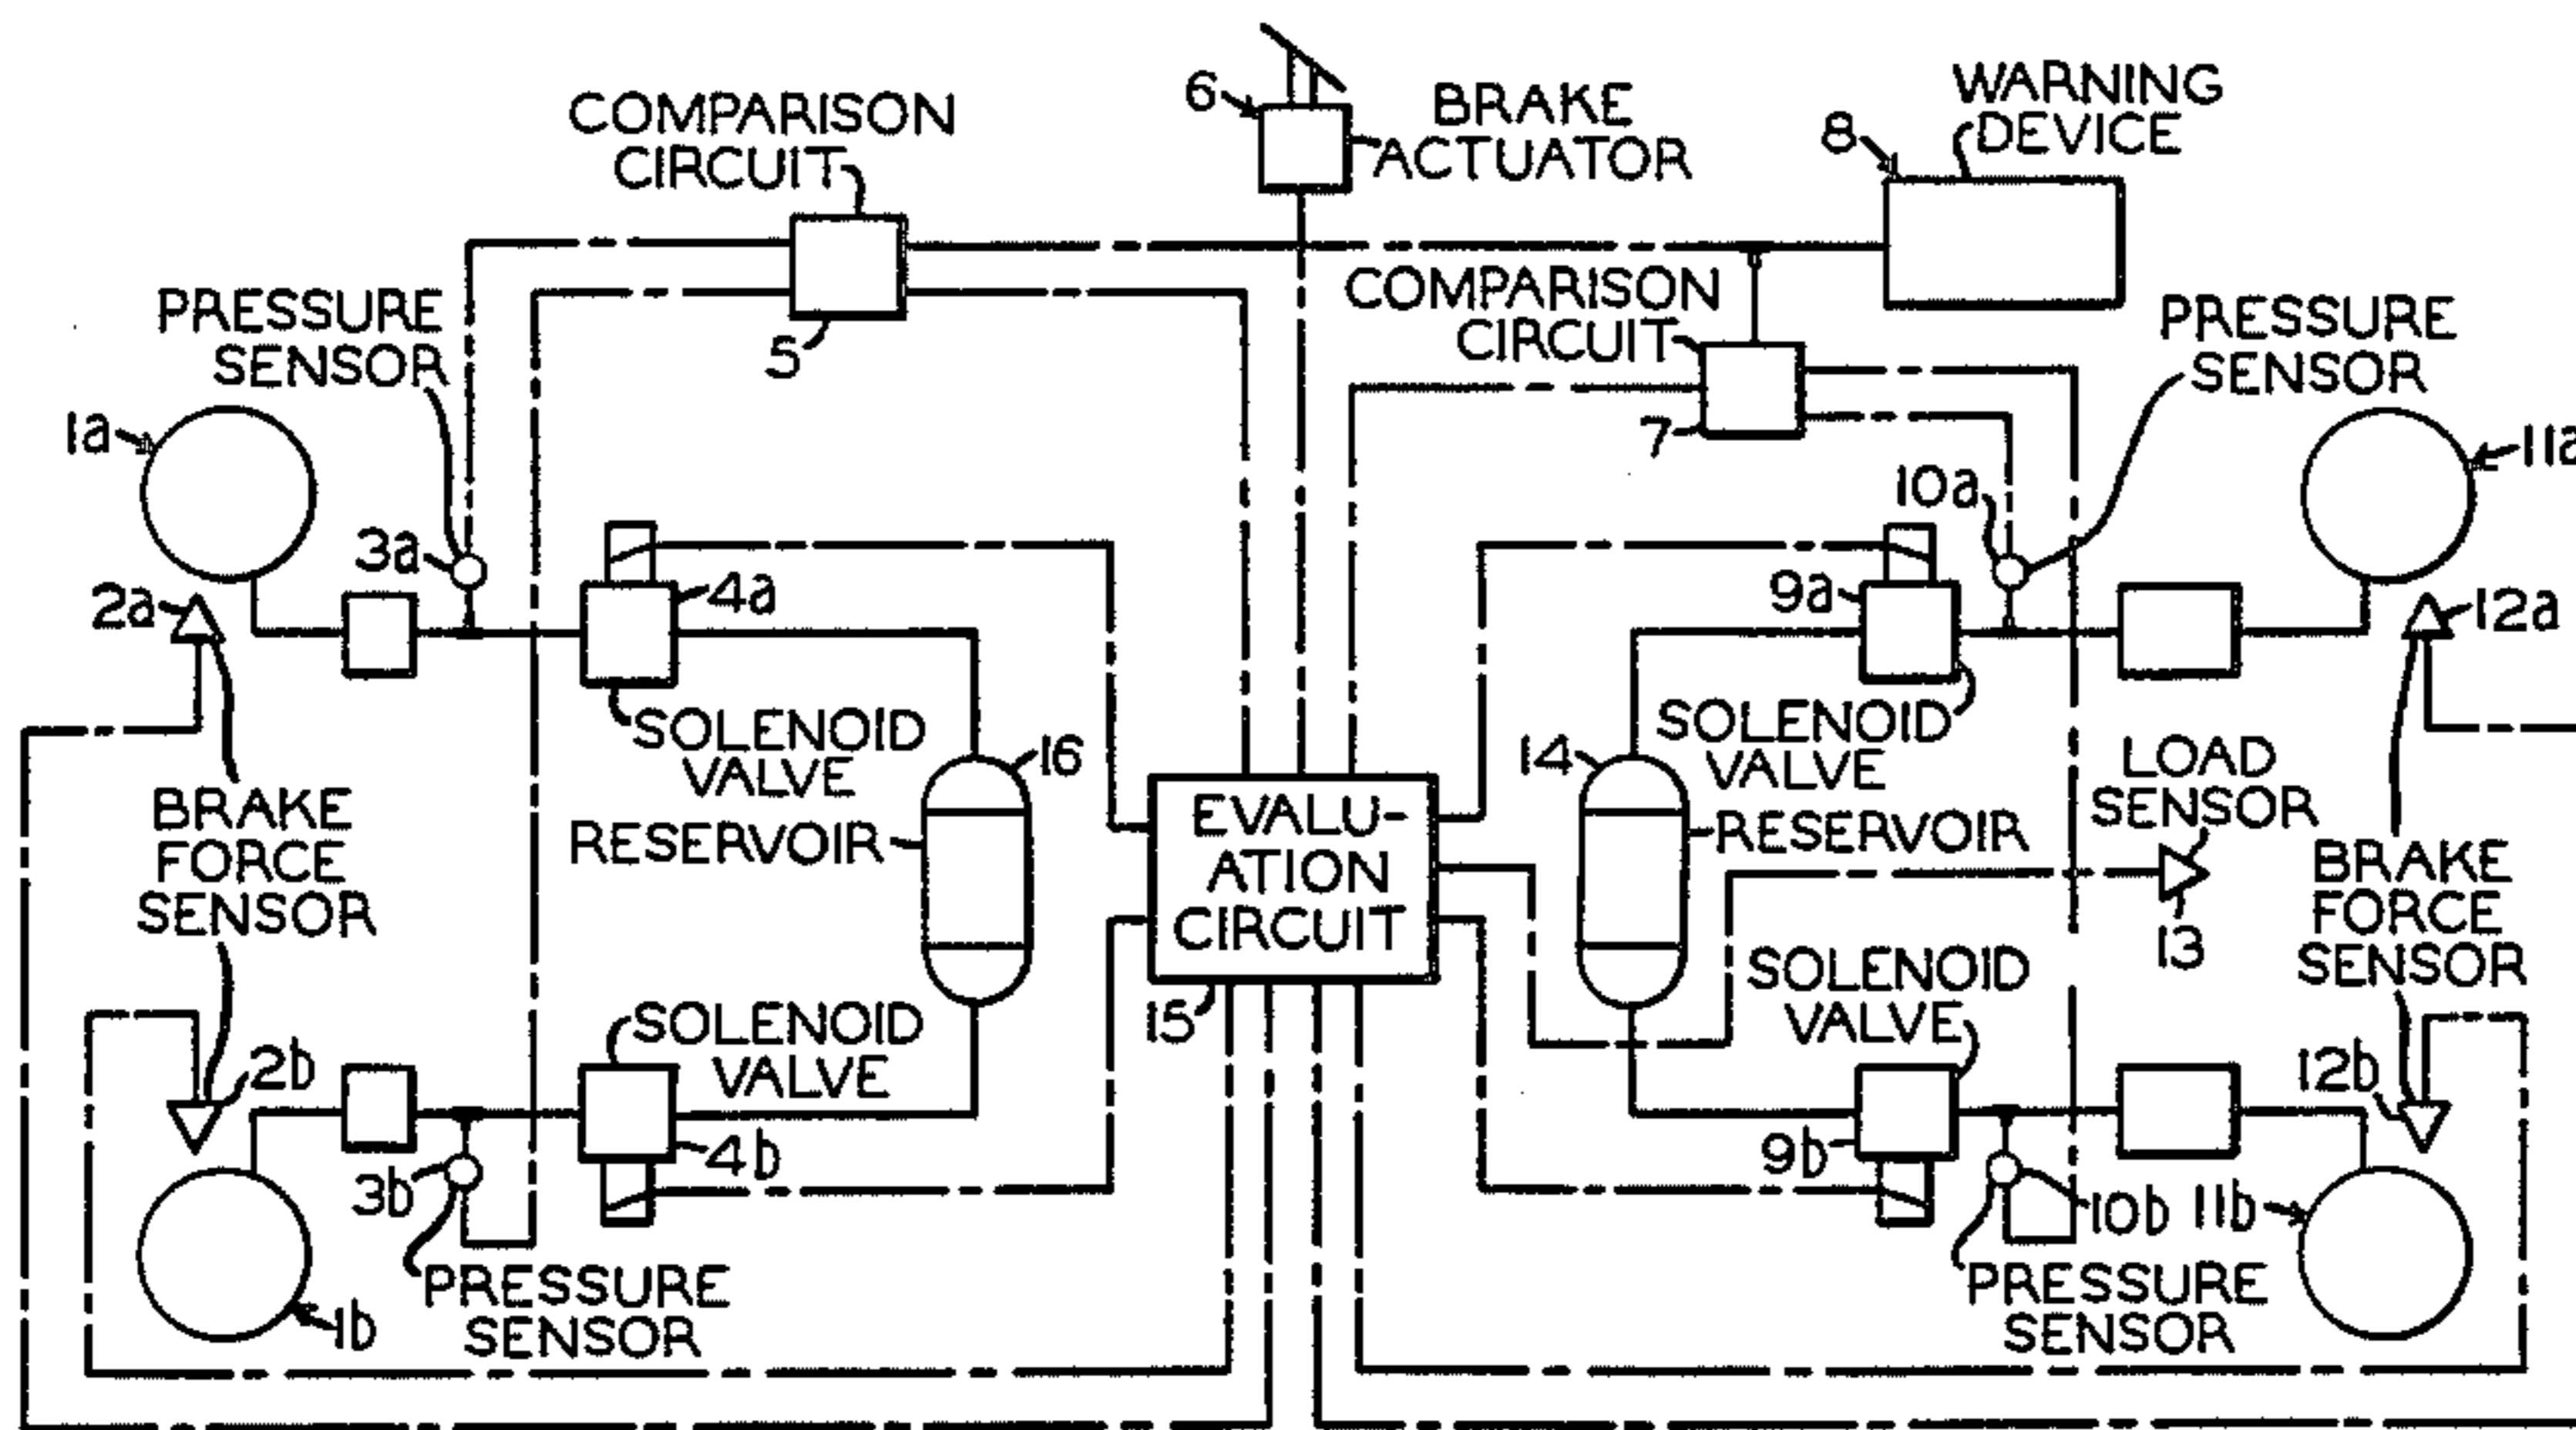 6
BRAKE
ACTUATOR
COMPARISON
CIRCUIT
5
WARNING
DEVICE
8
COMPARISON
CIRCUIT
7
PRESSURE
SENSOR
PRESSURE
SENSOR
1a
3a
2a
4a
SOLENOID
VALVE
16
RESERVOIR
BRAKE
FORCE
SENSOR
EVALU-
ATION
CIRCUIT
15
10a
9a
SOLENOID
VALVE
14
RESERVOIR
11a
12a
LOAD
SENSOR
13
BRAKE
FORCE
SENSOR
2b
SOLENOID
VALVE
4b
3b
1b
PRESSURE
SENSOR
SOLENOID
VALVE
9b
10b
11b
12b
PRESSURE
SENSOR